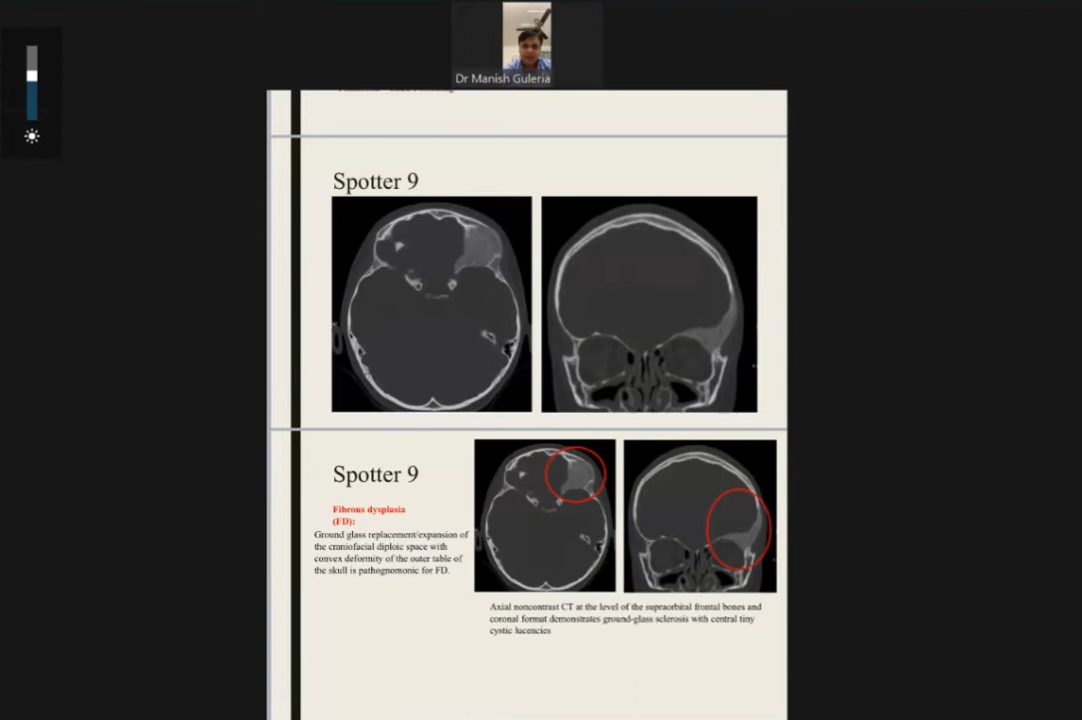 Dr Manish Guleria
Spotter 9
Spotter 9
Fibrous dysplasia
(FD):
Ground glass replacement/expansion of
the craniofacial diploic space with
convex deformity of the outer table of
the skull is pathognomonic for FD.
Axial noncontrast CT at the level of the supraorbital frontal bones and
coronal format demonstrates ground-glass sclerosis with central tiny
cystic lucencies